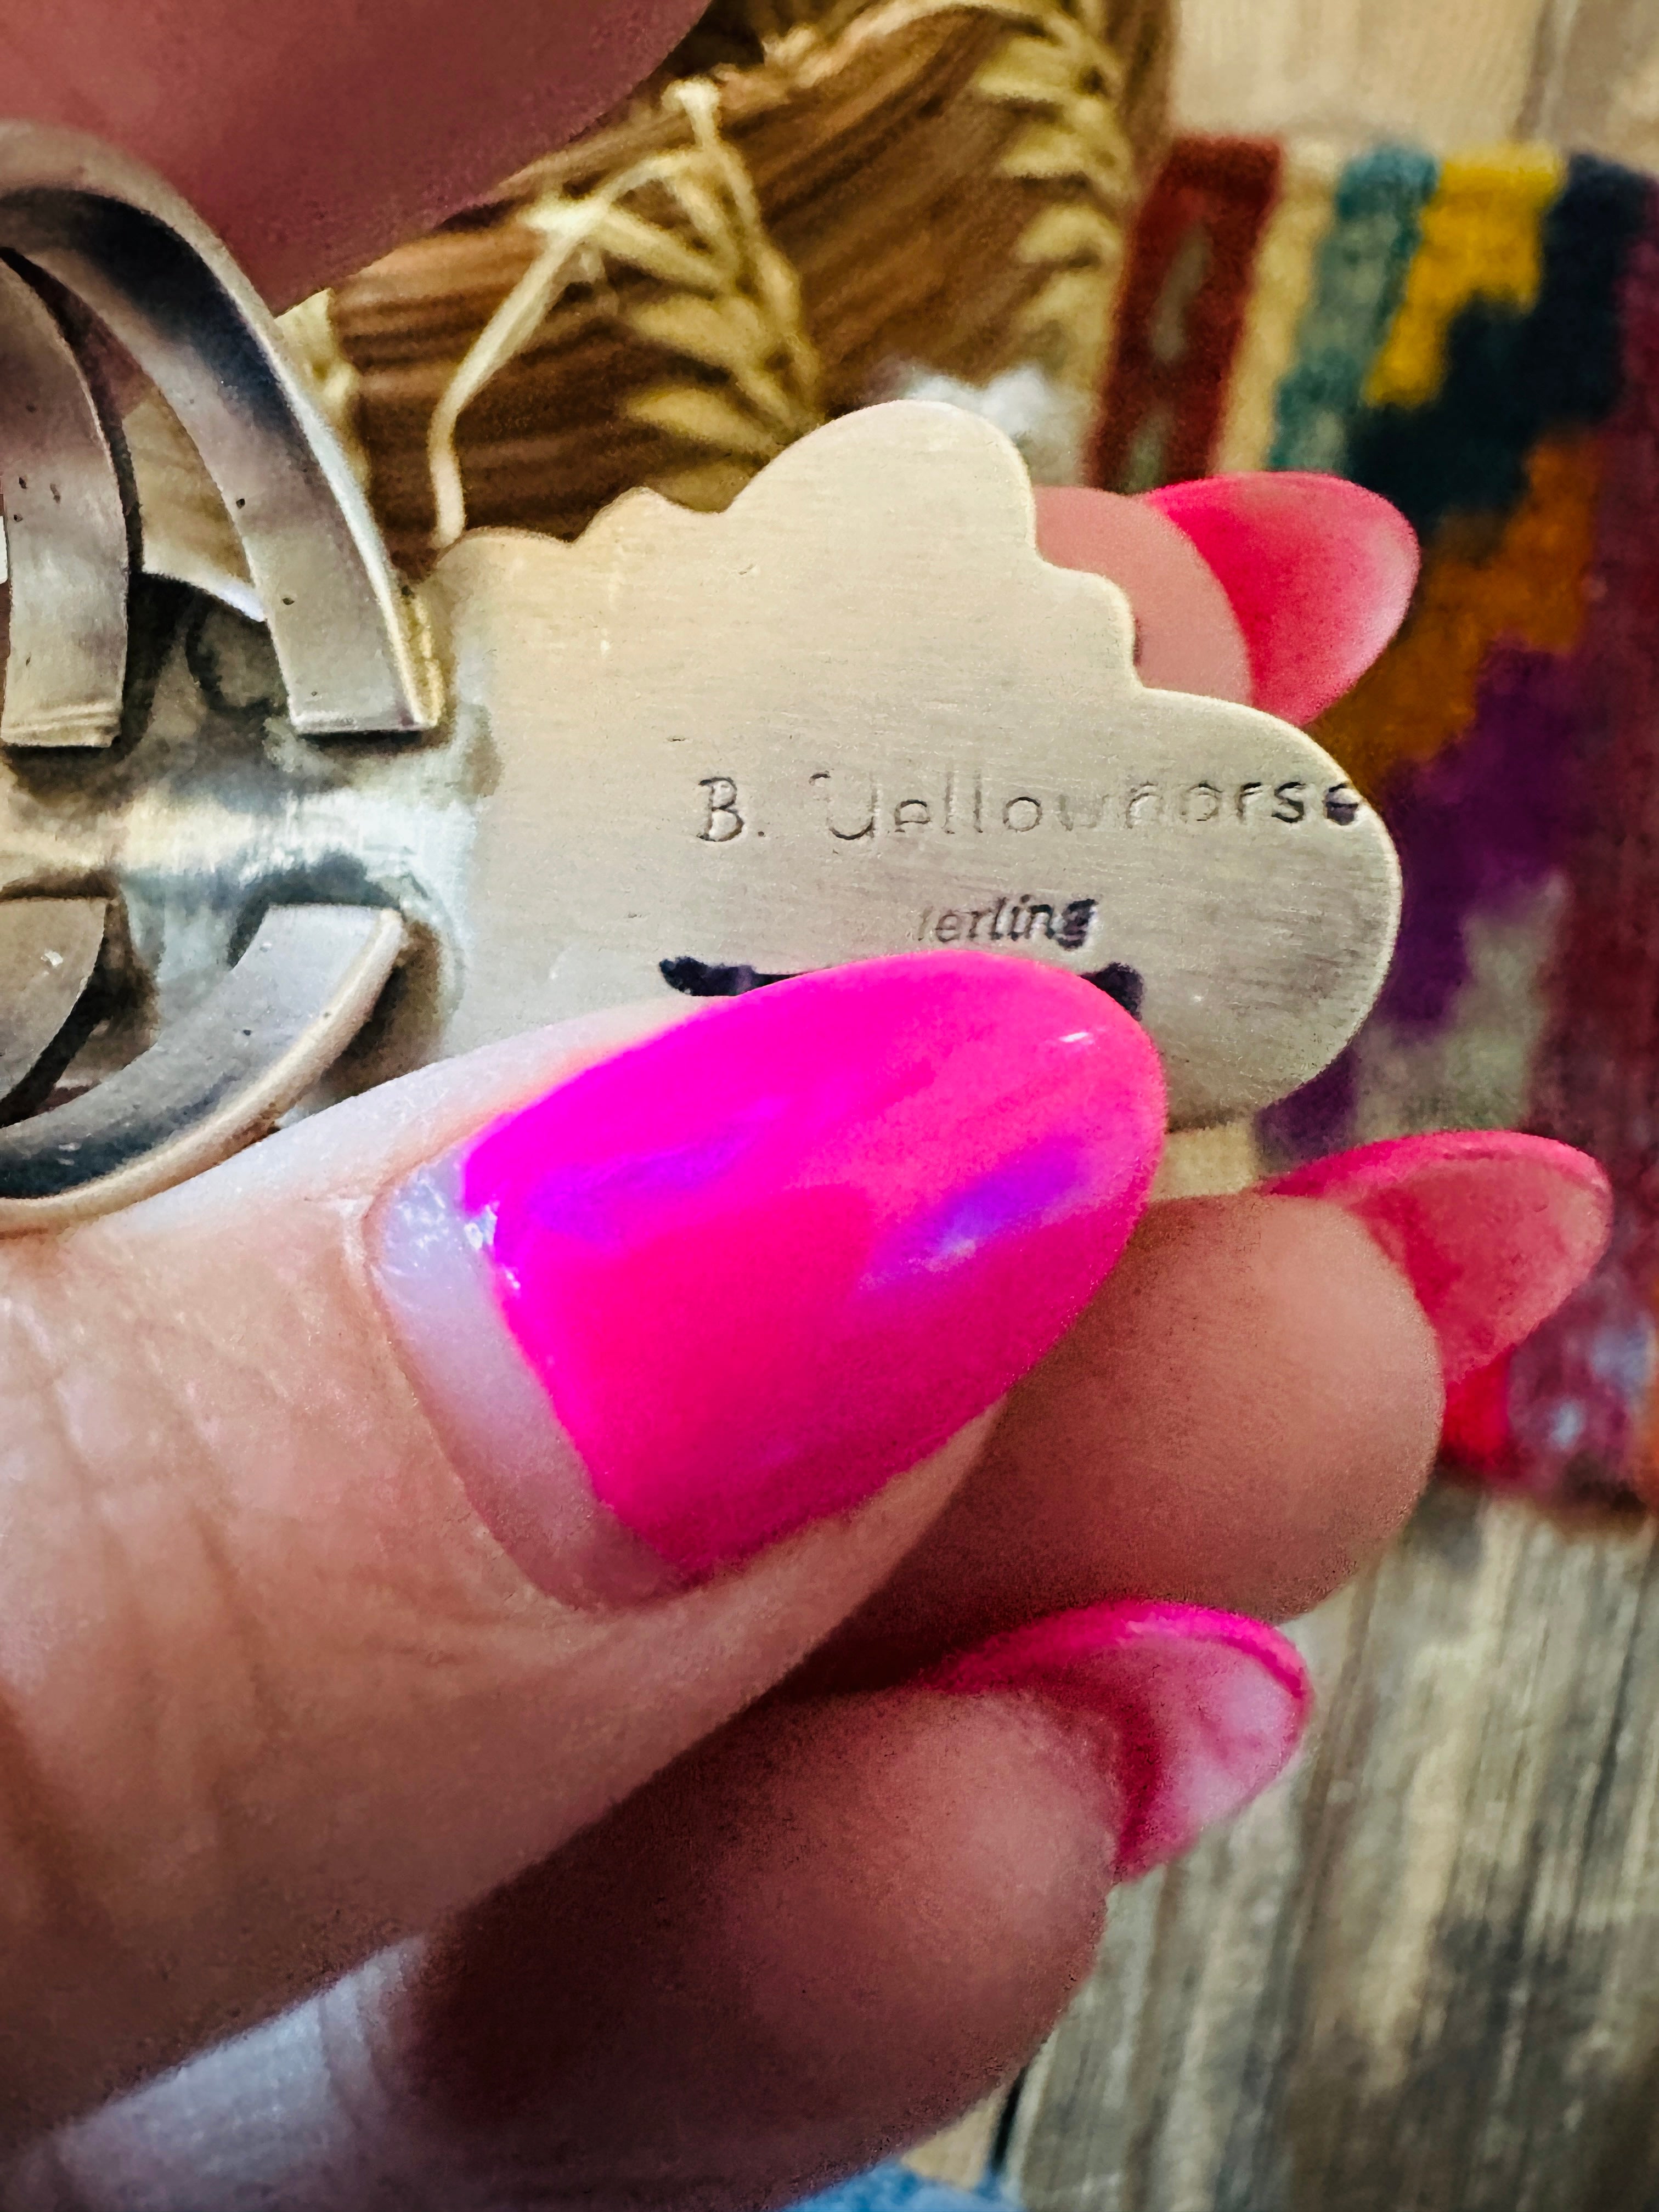 B. Yellowhorse
terling